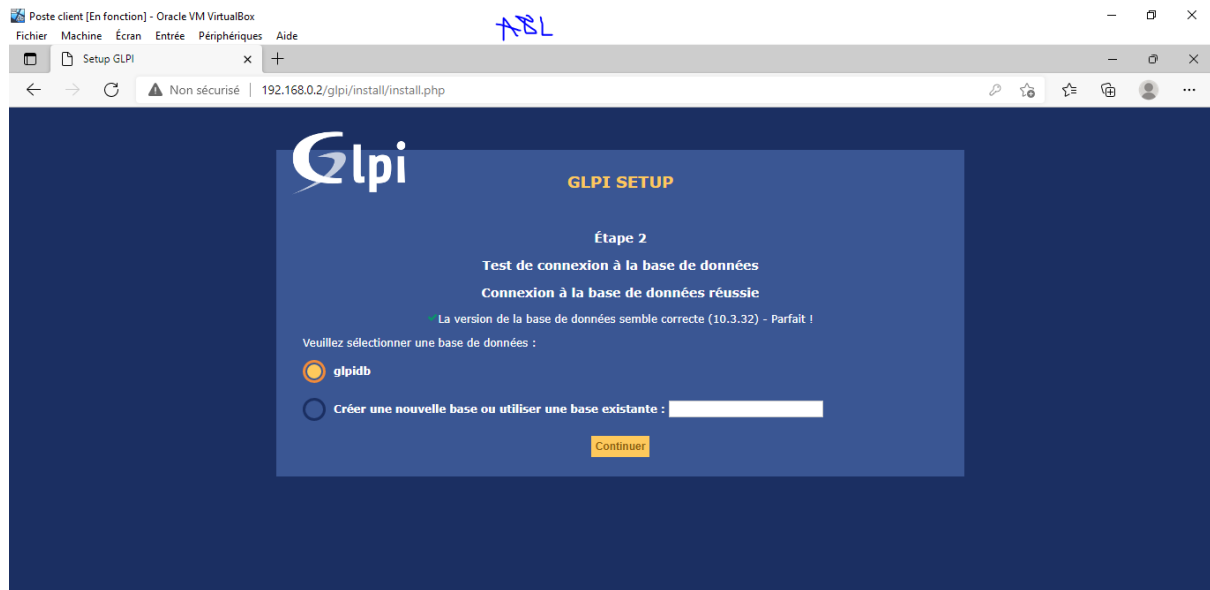 Poste client [En fonction] - Oracle VM VirtualBox
ABL
Fichier Machine Écran Entrée Périphériques Aide
Setup GLPI
Non sécurisé | 192.168.0.2/glpi/install/install.php
Glpi
GLPI SETUP
Étape 2
Test de connexion à la base de données
Connexion à la base de données réussie
La version de la base de données semble correcte (10.3.32) - Parfait !
Veuillez sélectionner une base de données :
glpidb
Créer une nouvelle base ou utiliser une base existante :
Continuer